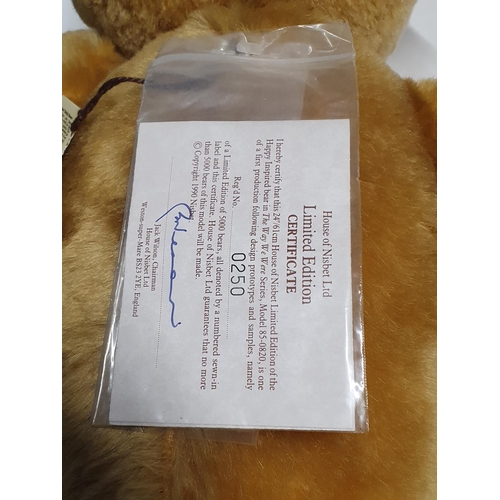 House of Nisbet Ltd
Limited Edition
CERTIFICATE
I hereby certify that this 24"/61cm House of Nisbet Limited Edition of the
Happy Inspired bear in The Way We Were Series, Model 85-0820, is one
of a first production following design prototypes and samples, namely
Reg'd No. 0250
of a Limited Edition of 5000 bears, all denoted by a numbered sewn-in
label and this certificate. House of Nisbet Ltd guarantees that no more
than 5000 bears of this model will be made.
© Copyright 1990 Nisbet
Jack Wilson, Chairman
House of Nisbet Ltd
Weston-super-Mare BS23 2YE, England